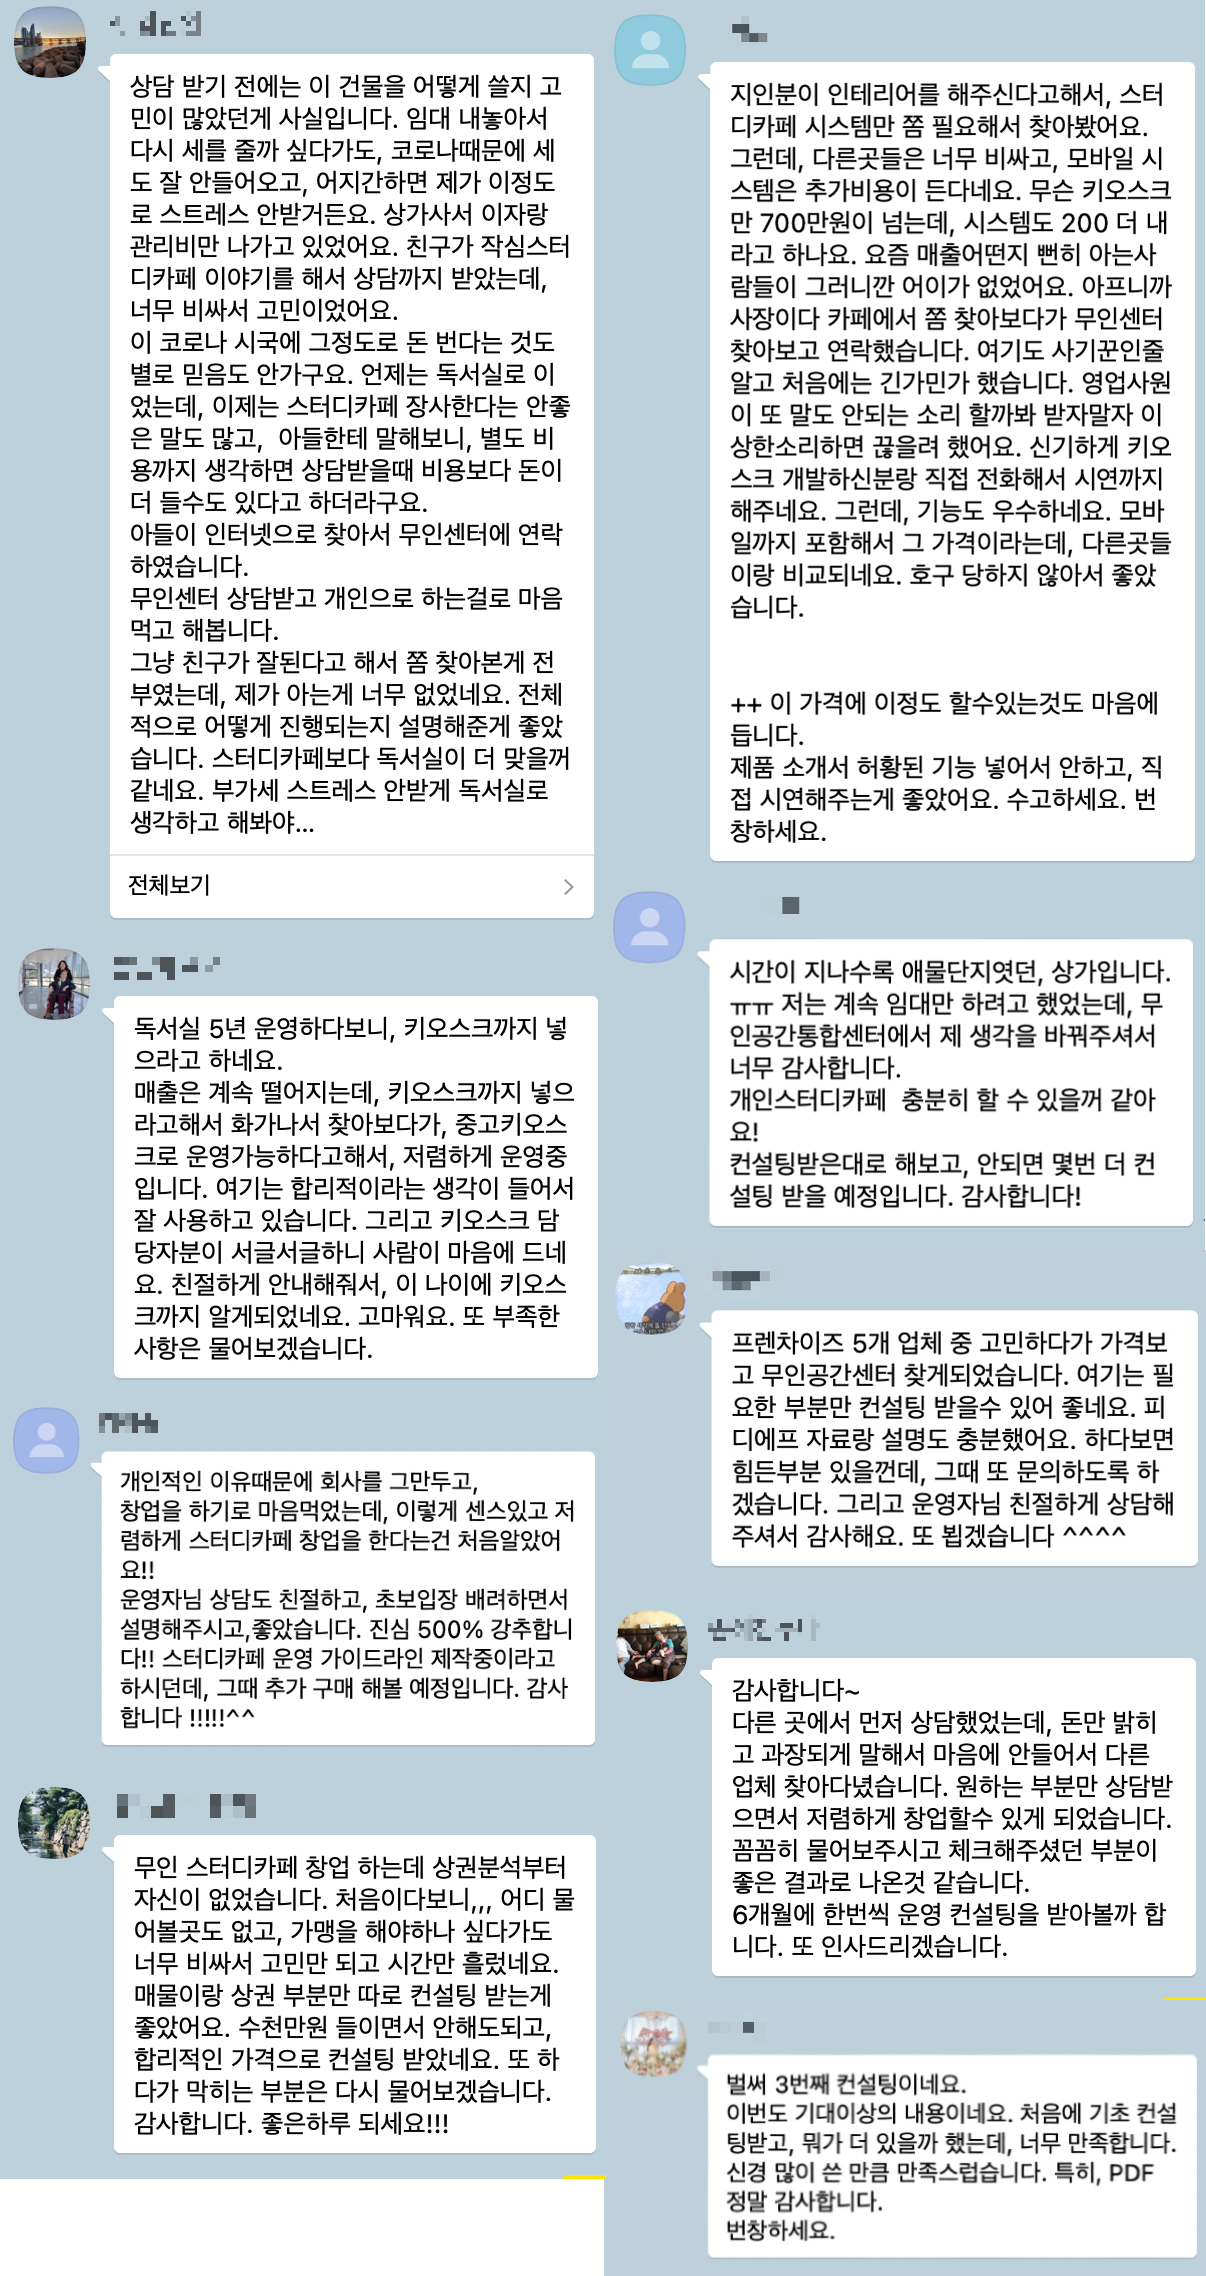 상담 받기 전에는 이 건물을 어떻게 쓸지 고
민이 많았던게 사실입니다. 임대 내놓아서
다시 세를 줄까 싶다가도, 코로나때문에 세
도 잘 안들어오고, 어지간하면 제가 이정도
로 스트레스 안받거든요. 상가사서 이자랑
관리비만 나가고 있었어요. 친구가 작심스터
디카페 이야기를 해서 상담까지 받았는데,
너무 비싸서 고민이었어요.
이 코로나 시국에 그정도로 돈 번다는 것도
별로 믿음도 안가구요. 언제는 독서실로 이
었는데, 이제는 스터디카페 장사한다는 안좋
은 말도 많고,  아들한테 말해보니, 별도 비
용까지 생각하면 상담받을때 비용보다 돈이
더 들수도 있다고 하더라구요.
아들이 인터넷으로 찾아서 무인센터에 연락
하였습니다.
무인센터 상담받고 개인으로 하는걸로 마음
먹고 해봅니다.
그냥 친구가 잘된다고 해서 쫌 찾아본게 전
부였는데, 제가 아는게 너무 없었네요. 전체
적으로 어떻게 진행되는지 설명해준게 좋았
습니다. 스터디카페보다 독서실이 더 맞을꺼
같네요. 부가세 스트레스 안받게 독서실로
생각하고 해봐야...
전체보기
독서실 5년 운영하다보니, 키오스크까지 넣
으라고 하네요.
매출은 계속 떨어지는데, 키오스크까지 넣으
라고해서 화가나서 찾아보다가, 중고키오스
크로 운영가능하다고해서, 저렴하게 운영중
입니다. 여기는 합리적이라는 생각이 들어서
잘 사용하고 있습니다. 그리고 키오스크 담
당자분이 서글서글하니 사람이 마음에 드네
요. 친절하게 안내해줘서, 이 나이에 키오스
크까지 알게되었네요. 고마워요. 또 부족한
사항은 물어보겠습니다.
개인적인 이유때문에 회사를 그만두고,
창업을 하기로 마음먹었는데, 이렇게 센스있고 저
렴하게 스터디카페 창업을 한다는건 처음알았어
요!!
운영자님 상담도 친절하고, 초보입장 배려하면서
설명해주시고,좋았습니다. 진심 500% 강추합니
다!! 스터디카페 운영 가이드라인 제작중이라고
하시던데, 그때 추가 구매 해볼 예정입니다. 감사
합니다 !!!!!^^
무인 스터디카페 창업 하는데 상권분석부터
자신이 없었습니다. 처음이다보니,,, 어디 물
어볼곳도 없고, 가맹을 해야하나 싶다가도
너무 비싸서 고민만 되고 시간만 흘렀네요.
매물이랑 상권 부분만 따로 컨설팅 받는게
좋았어요. 수천만원 들이면서 안해도되고,
합리적인 가격으로 컨설팅 받았네요. 또 하
다가 막히는 부분은 다시 물어보겠습니다.
감사합니다. 좋은하루 되세요!!!
지인분이 인테리어를 해주신다고해서, 스터
디카페 시스템만 쫌 필요해서 찾아봤어요.
그런데, 다른곳들은 너무 비싸고, 모바일 시
스템은 추가비용이 든다네요. 무슨 키오스크
만 700만원이 넘는데, 시스템도 200 더 내
라고 하나요. 요즘 매출어떤지 뻔히 아는사
람들이 그러니깐 어이가 없었어요. 아프니까
사장이다 카페에서 쫌 찾아보다가 무인센터
찾아보고 연락했습니다. 여기도 사기꾼인줄
알고 처음에는 긴가민가 했습니다. 영업사원
이 또 말도 안되는 소리 할까봐 받자말자 이
상한소리하면 끊을려 했어요. 신기하게 키오
스크 개발하신분랑 직접 전화해서 시연까지
해주네요. 그런데, 기능도 우수하네요. 모바
일까지 포함해서 그 가격이라는데, 다른곳들
이랑 비교되네요. 호구 당하지 않아서 좋았
습니다.
++ 이 가격에 이정도 할수있는것도 마음에
듭니다.
제품 소개서 허황된 기능 넣어서 안하고, 직
접 시연해주는게 좋았어요. 수고하세요. 번
창하세요.
시간이 지나수록 애물단지엿던, 상가입니다.
ㅠㅠ 저는 계속 임대만 하려고 했었는데, 무
인공간통합센터에서 제 생각을 바꿔주셔서
너무 감사합니다.
개인스터디카페  충분히 할 수 있을꺼 같아
요!
컨설팅받은대로 해보고, 안되면 몇번 더 컨
설팅 받을 예정입니다. 감사합니다!
프렌차이즈 5개 업체 중 고민하다가 가격보
고 무인공간센터 찾게되었습니다. 여기는 필
요한 부분만 컨설팅 받을수 있어 좋네요. 피
디에프 자료랑 설명도 충분했어요. 하다보면
힘든부분 있을껀데, 그때 또 문의하도록 하
겠습니다. 그리고 운영자님 친절하게 상담해
주셔서 감사해요. 또 뵙겠습니다 ^^^^
감사합니다~
다른 곳에서 먼저 상담했었는데, 돈만 밝히
고 과장되게 말해서 마음에 안들어서 다른
업체 찾아다녔습니다. 원하는 부분만 상담받
으면서 저렴하게 창업할수 있게 되었습니다.
꼼꼼히 물어보주시고 체크해주셨던 부분이
좋은 결과로 나온것 같습니다.
6개월에 한번씩 운영 컨설팅을 받아볼까 합
니다. 또 인사드리겠습니다.
벌써 3번째 컨설팅이네요.
이번도 기대이상의 내용이네요. 처음에 기초 컨설
팅받고, 뭐가 더 있을까 했는데, 너무 만족합니다.
신경 많이 쓴 만큼 만족스럽습니다. 특히, PDF
정말 감사합니다.
번창하세요.